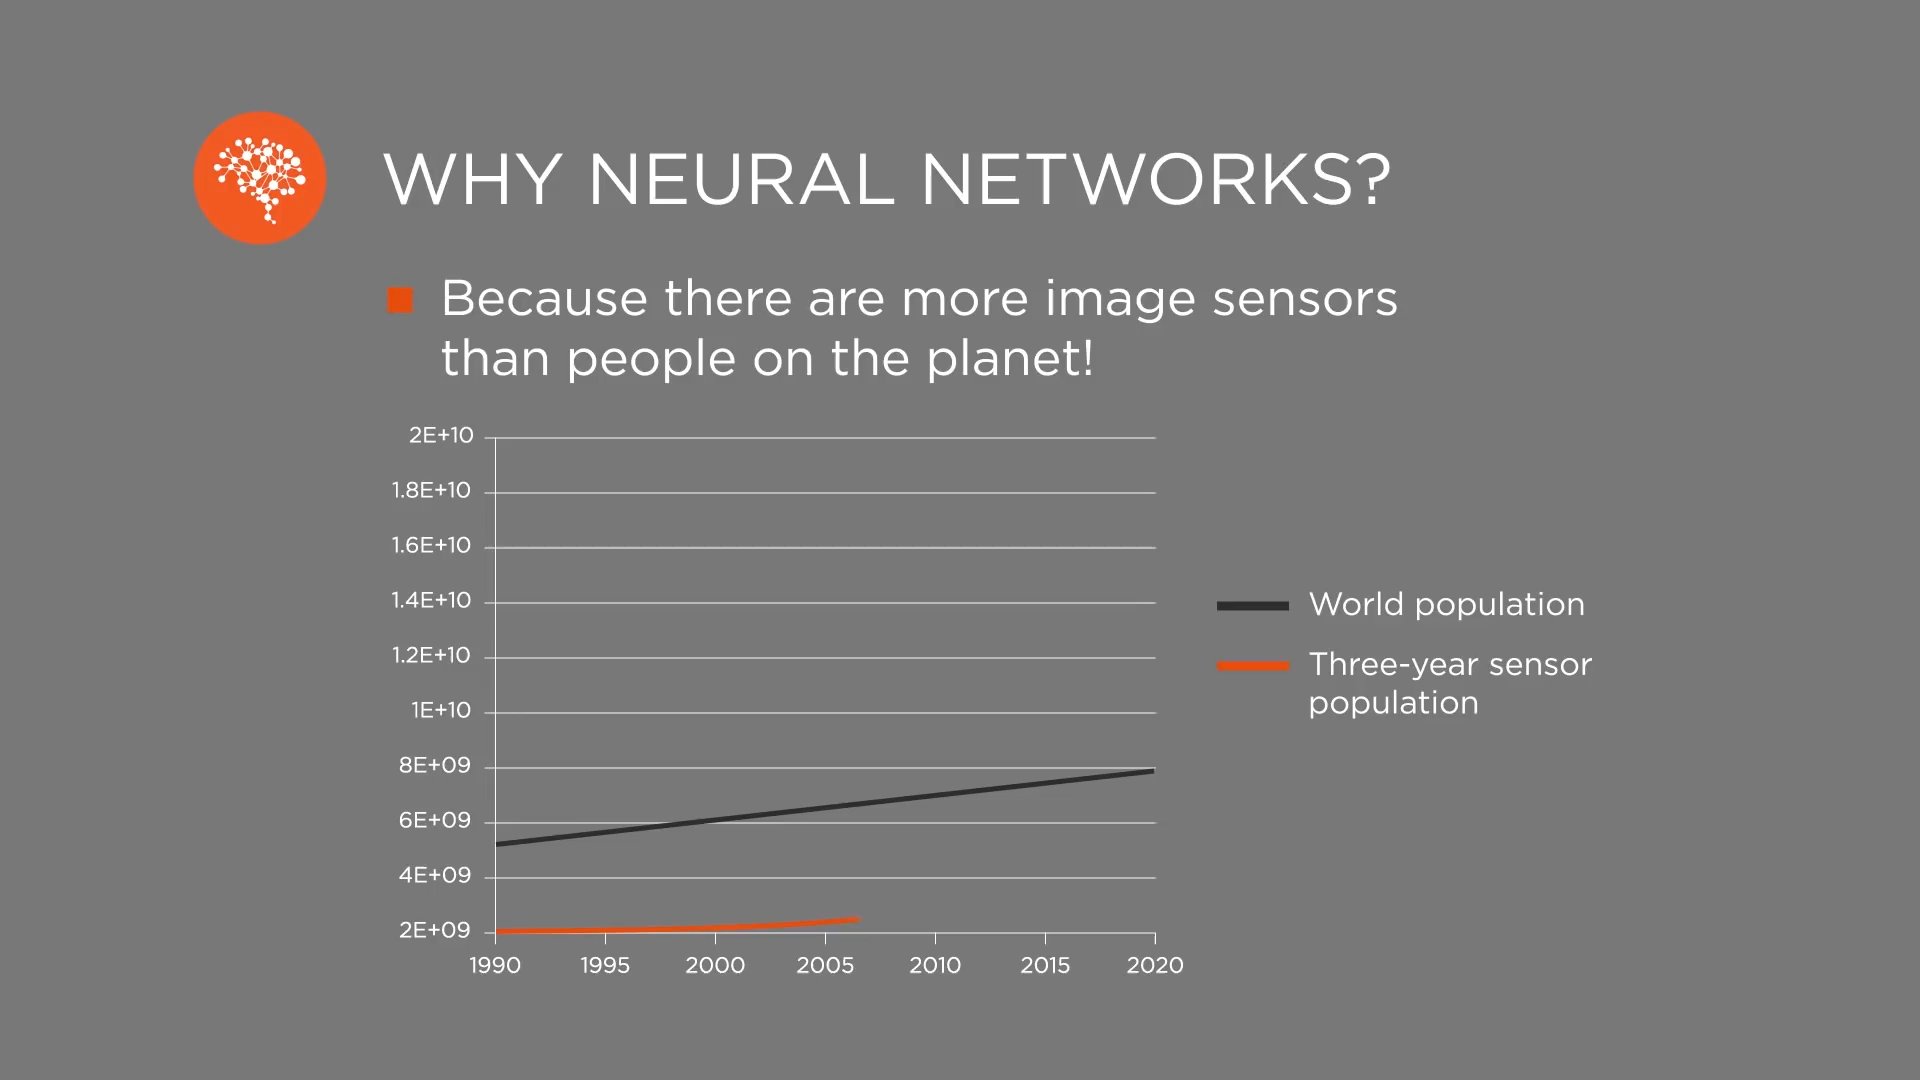 WHY NEURAL NETWORKS?
Because there are more image sensors
than people on the planet!
2E+10
1.8E+10
1.6E+10
1.4E+10
1.2E+10
1E+10
8E+09
6E+09
4E+09
2E+09
1990 1995 2000 2005 2010 2015 2020
World population
Three-year sensor
population